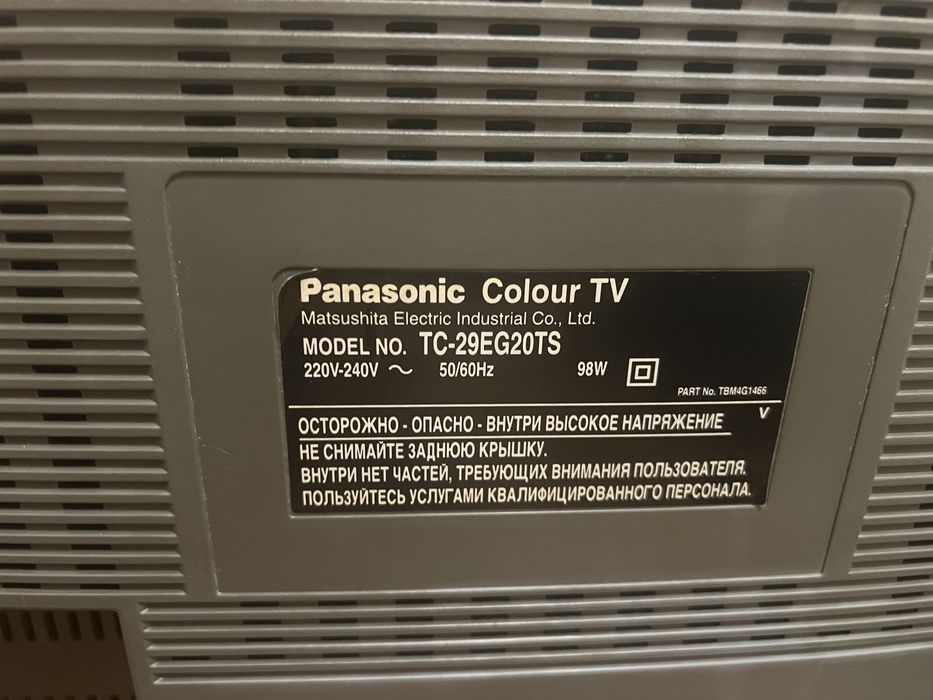 Panasonic Colour TV
Matsushita Electric Industrial Co., Ltd.
MODEL NO. TC-29EG20TS
220V-240V ~ 50/60Hz 98W
PART No. TBM4G1466
V
ОСТОРОЖНО - ОПАСНО - ВНУТРИ ВЫСОКОЕ НАПРЯЖЕНИЕ
НЕ СНИМАЙТЕ ЗАДНЮЮ КРЫШКУ.
ВНУТРИ НЕТ ЧАСТЕЙ, ТРЕБУЮЩИХ ВНИМАНИЯ ПОЛЬЗОВАТЕЛЯ.
ПОЛЬЗУЙТЕСЬ УСЛУГАМИ КВАЛИФИЦИРОВАННОГО ПЕРСОНАЛА.